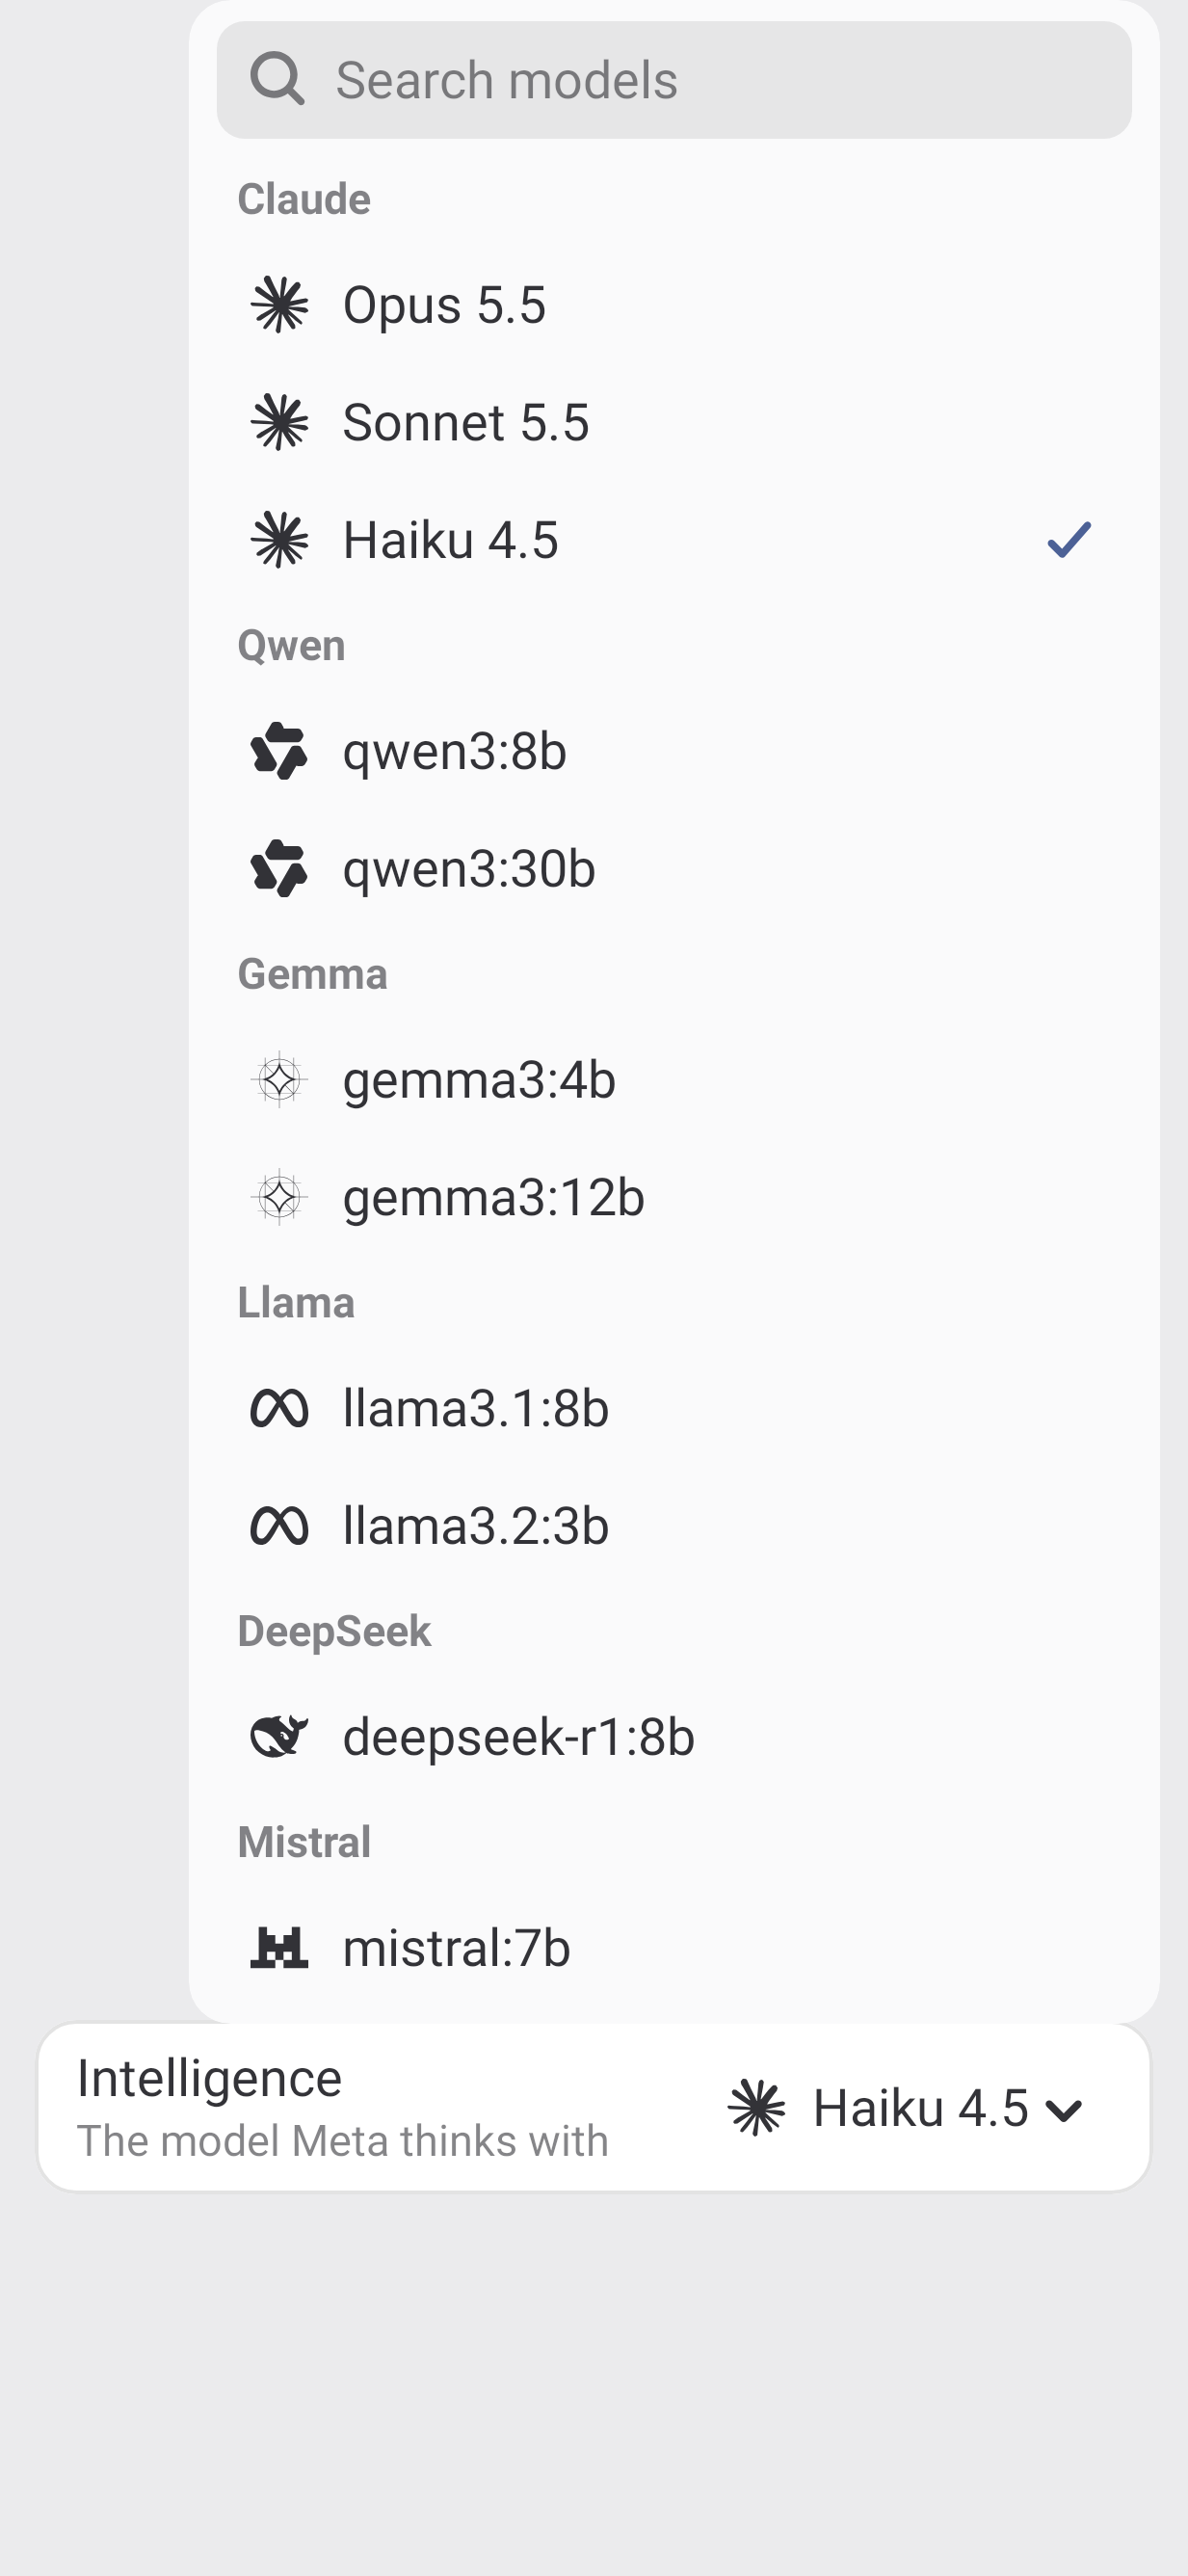 Search models
Claude
Opus 5.5
Sonnet 5.5
Haiku 4.5
Qwen
qwen3:8b
qwen3:30b
Gemma
gemma3:4b
gemma3:12b
Llama
llama3.1:8b
llama3.2:3b
DeepSeek
deepseek-r1:8b
Mistral
mistral:7b
Intelligence
Haiku 4.5
The model Meta thinks with